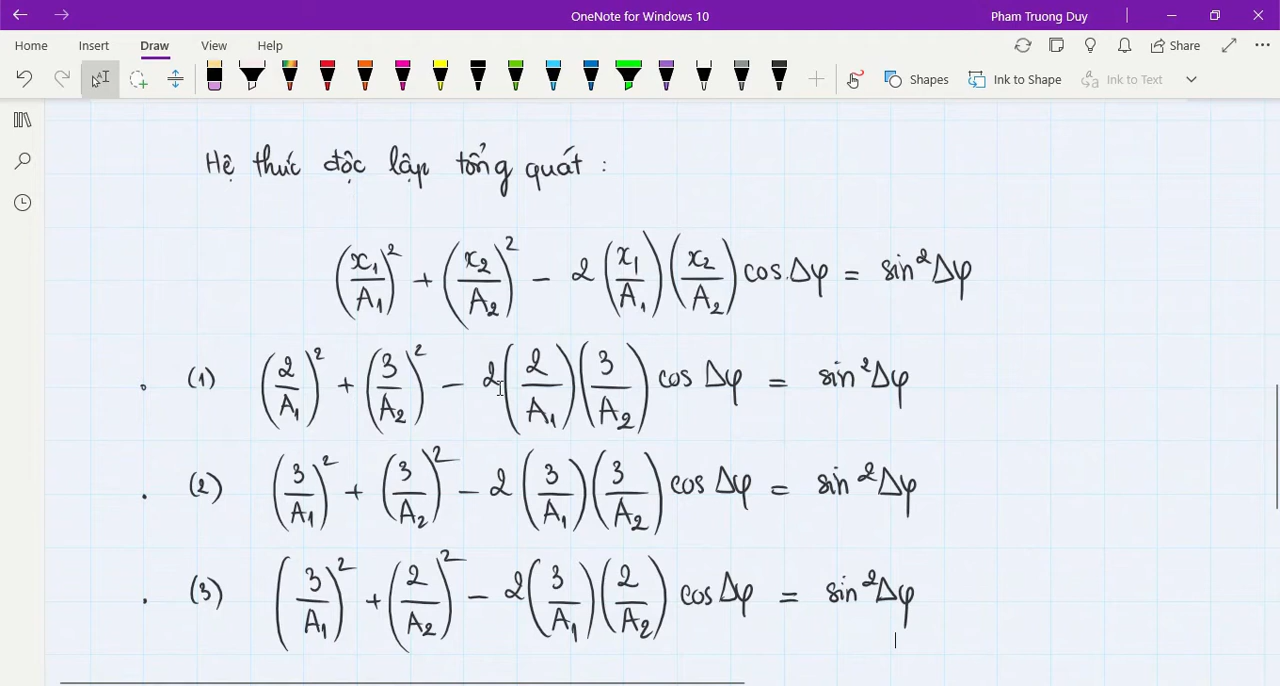 OneNote for Windows 10
Pham Truong Duy
Home Insert Draw View Help
Share
Shapes Ink to Shape Ink to Text
Hệ thức độc lập tổng quát :
(x₁/A₁)² + (x₂/A₂)² − 2 (x₁/A₁)(x₂/A₂) cos.Δφ = sin²Δφ
. (1) (2/A₁)² + (3/A₂)² − 2(2/A₁)(3/A₂) cos Δφ = sin²Δφ
. (2) (3/A₁)² + (3/A₂)² − 2 (3/A₁)(3/A₂) cos Δφ = sin²Δφ
. (3) (3/A₁)² + (2/A₂)² − 2(3/A₁)(2/A₂) cos Δφ = sin²Δφ